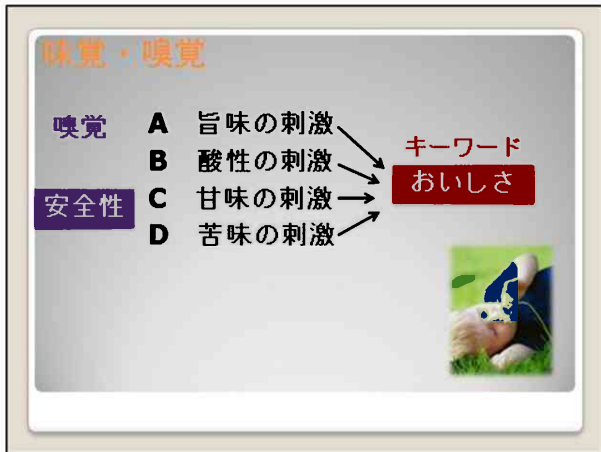 味覚・嗅覚
嗅覚
安全性
A 旨味の刺激
B 酸性の刺激
C 甘味の刺激
D 苦味の刺激
キーワード
おいしさ